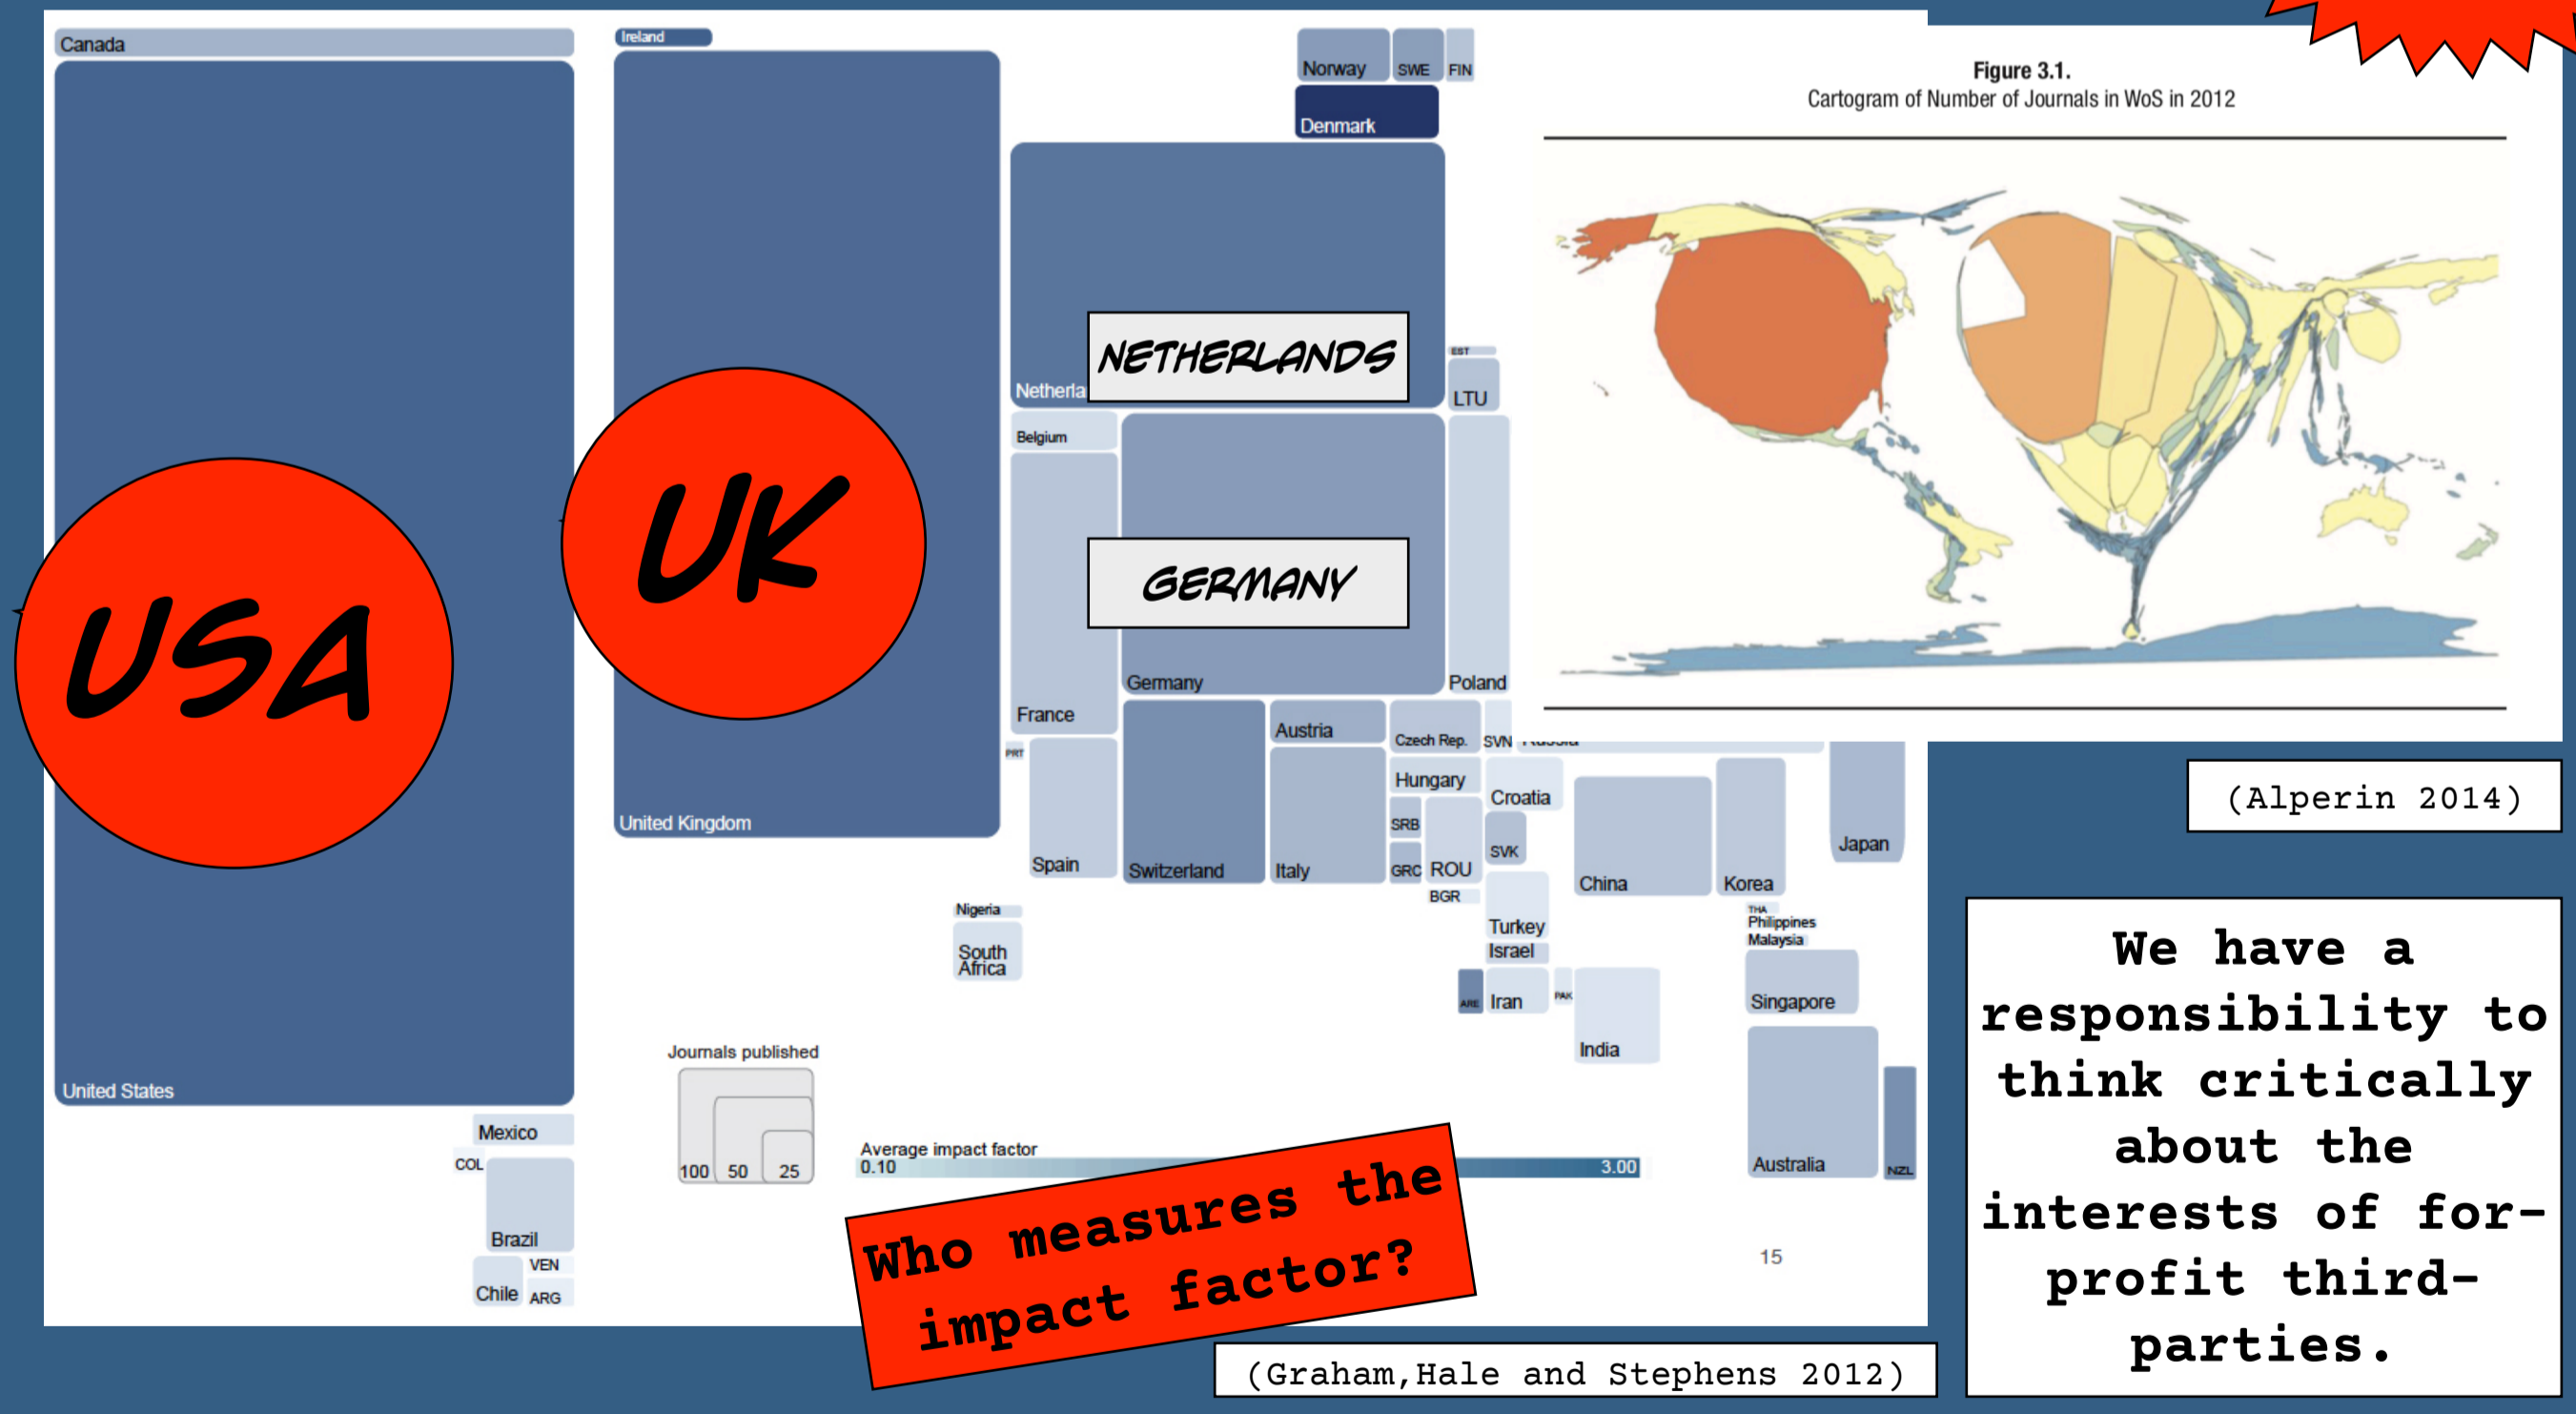 Canada
Ireland
Norway
SWE
FIN
Denmark
Figure 3.1.
Cartogram of Number of Journals in WoS in 2012
NETHERLANDS
Netherla
EST
LTU
Belgium
USA
UK
GERMANY
Germany
Poland
France
Austria
Czech Rep.
SVN
Russia
PRT
Hungary
Croatia
United Kingdom
SRB
SVK
Japan
Spain
Switzerland
Italy
GRC
ROU
China
Korea
BGR
(Alperin 2014)
Nigeria
South
Africa
Turkey
Israel
THA
Philippines
Malaysia
ARE
Iran
PAK
Singapore
India
Journals published
100
50
25
United States
Mexico
COL
Brazil
VEN
Chile
ARG
Average impact factor
0.10
3.00
Australia
NZL
Who measures the
impact factor?
15
(Graham,Hale and Stephens 2012)
We have a
responsibility to
think critically
about the
interests of for-
profit third-
parties.